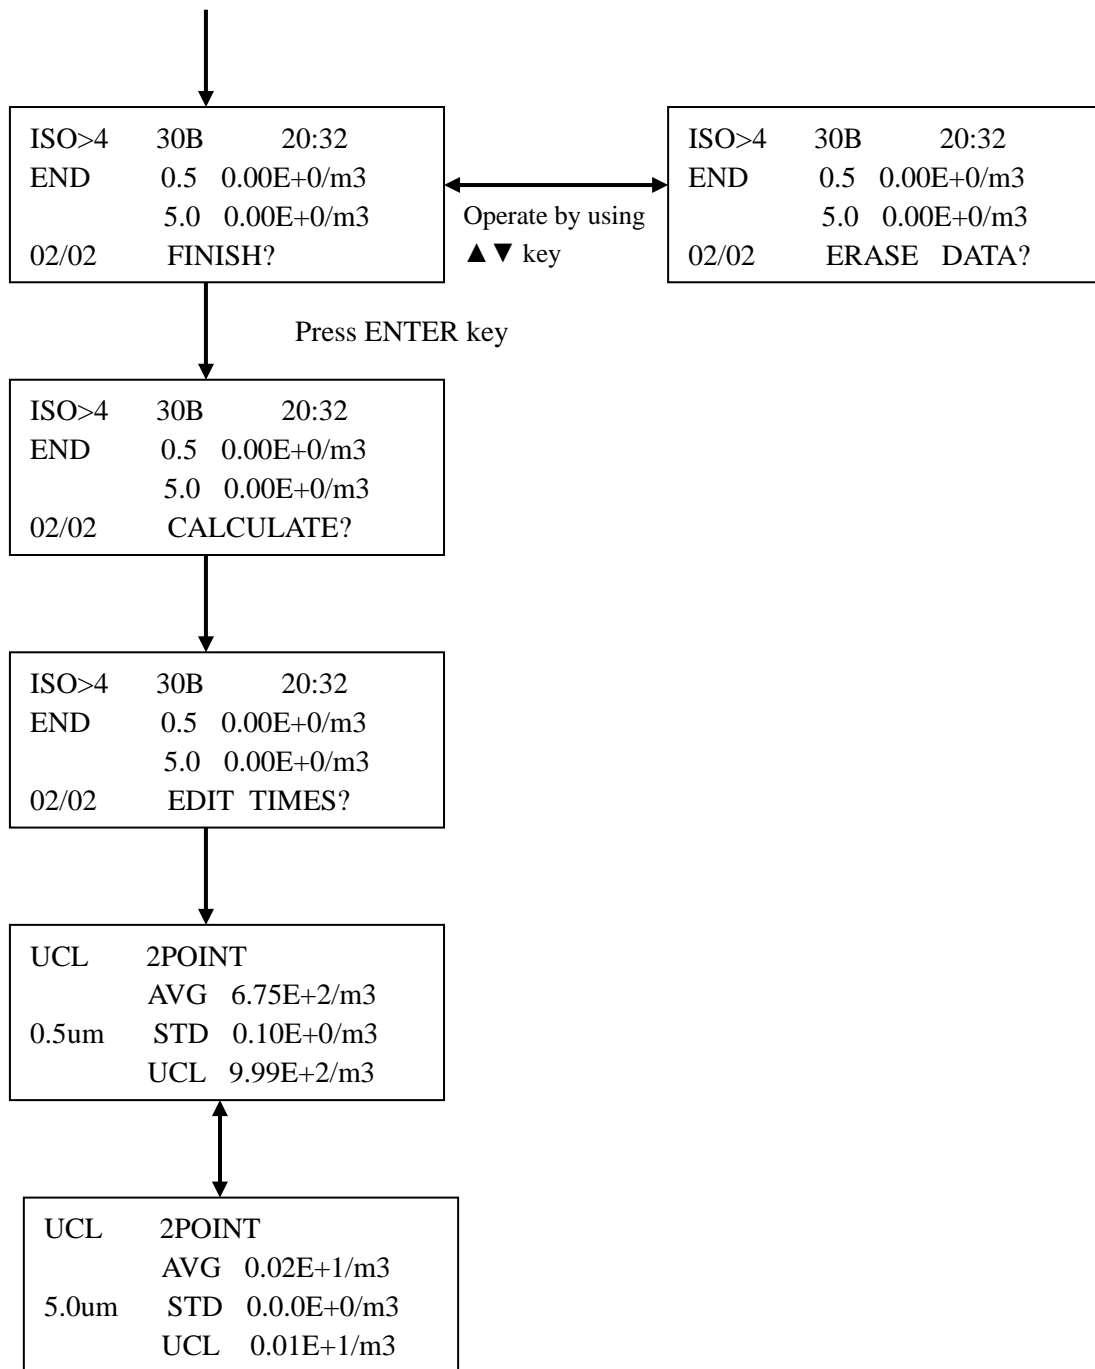 ISO>4 30B 20:32
END 0.5 0.00E+0/m3
5.0 0.00E+0/m3
02/02 FINISH?
Operate by using
▲▼ key
ISO>4 30B 20:32
END 0.5 0.00E+0/m3
5.0 0.00E+0/m3
02/02 ERASE DATA?
Press ENTER key
ISO>4 30B 20:32
END 0.5 0.00E+0/m3
5.0 0.00E+0/m3
02/02 CALCULATE?
ISO>4 30B 20:32
END 0.5 0.00E+0/m3
5.0 0.00E+0/m3
02/02 EDIT TIMES?
UCL 2POINT
AVG 6.75E+2/m3
0.5um STD 0.10E+0/m3
UCL 9.99E+2/m3
UCL 2POINT
AVG 0.02E+1/m3
5.0um STD 0.0.0E+0/m3
UCL 0.01E+1/m3